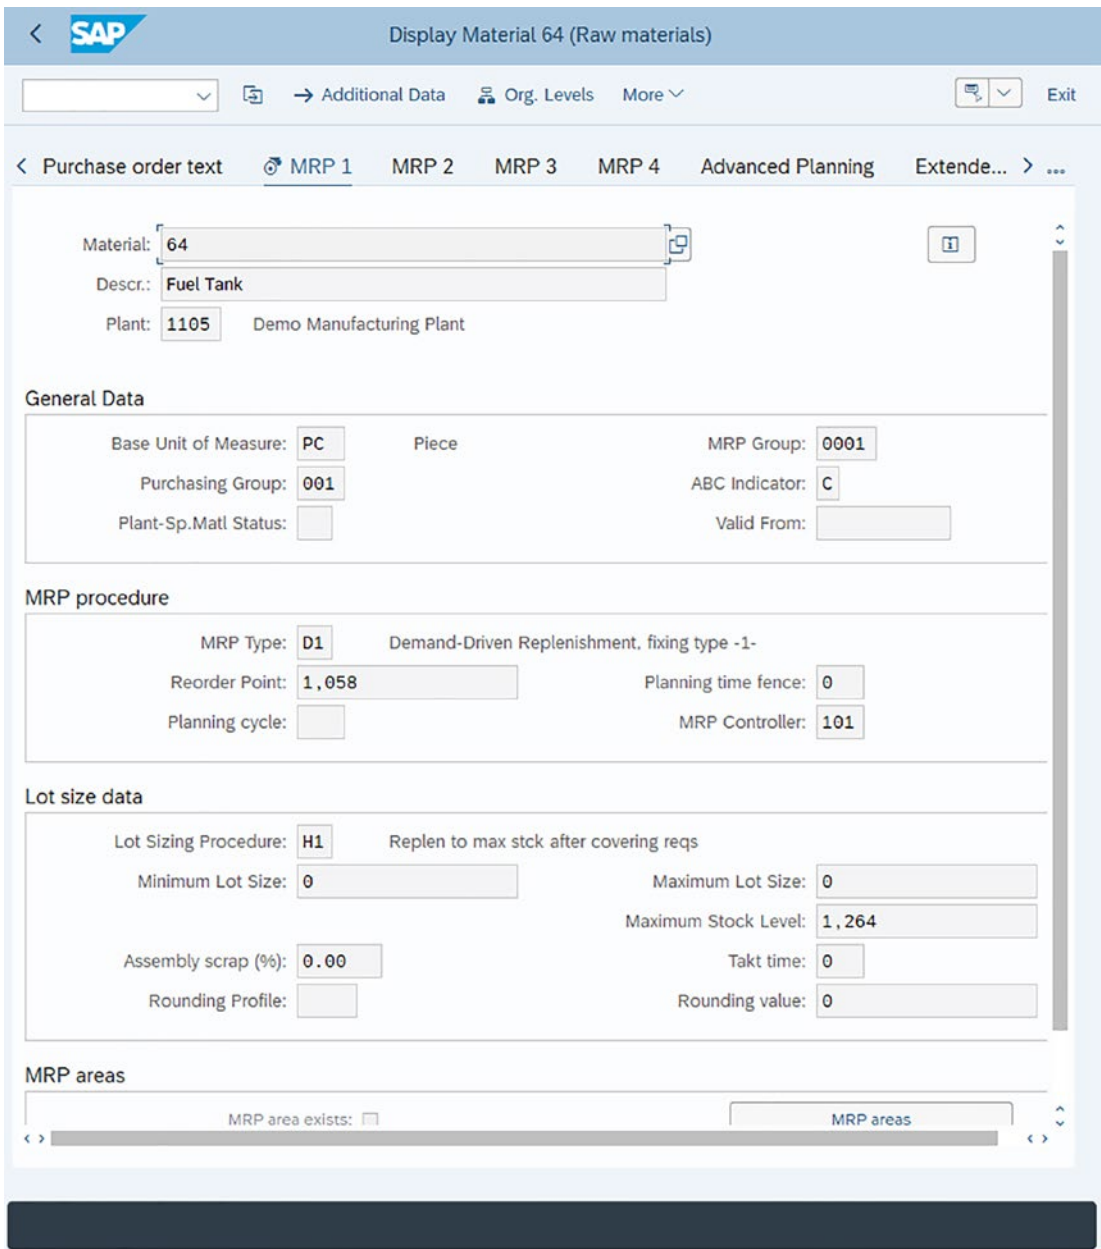 SAP Display Material 64 (Raw materials)
Additional Data Org. Levels More Exit
Purchase order text MRP 1 MRP 2 MRP 3 MRP 4 Advanced Planning Extende... ...
Material: 64
Descr.: Fuel Tank
Plant: 1105 Demo Manufacturing Plant
General Data
Base Unit of Measure: PC Piece MRP Group: 0001
Purchasing Group: 001 ABC Indicator: C
Plant-Sp.Matl Status: Valid From:
MRP procedure
MRP Type: D1 Demand-Driven Replenishment, fixing type -1-
Reorder Point: 1,058 Planning time fence: 0
Planning cycle: MRP Controller: 101
Lot size data
Lot Sizing Procedure: H1 Replen to max stck after covering reqs
Minimum Lot Size: 0 Maximum Lot Size: 0
Maximum Stock Level: 1,264
Assembly scrap (%): 0.00 Takt time: 0
Rounding Profile: Rounding value: 0
MRP areas
MRP area exists: MRP areas